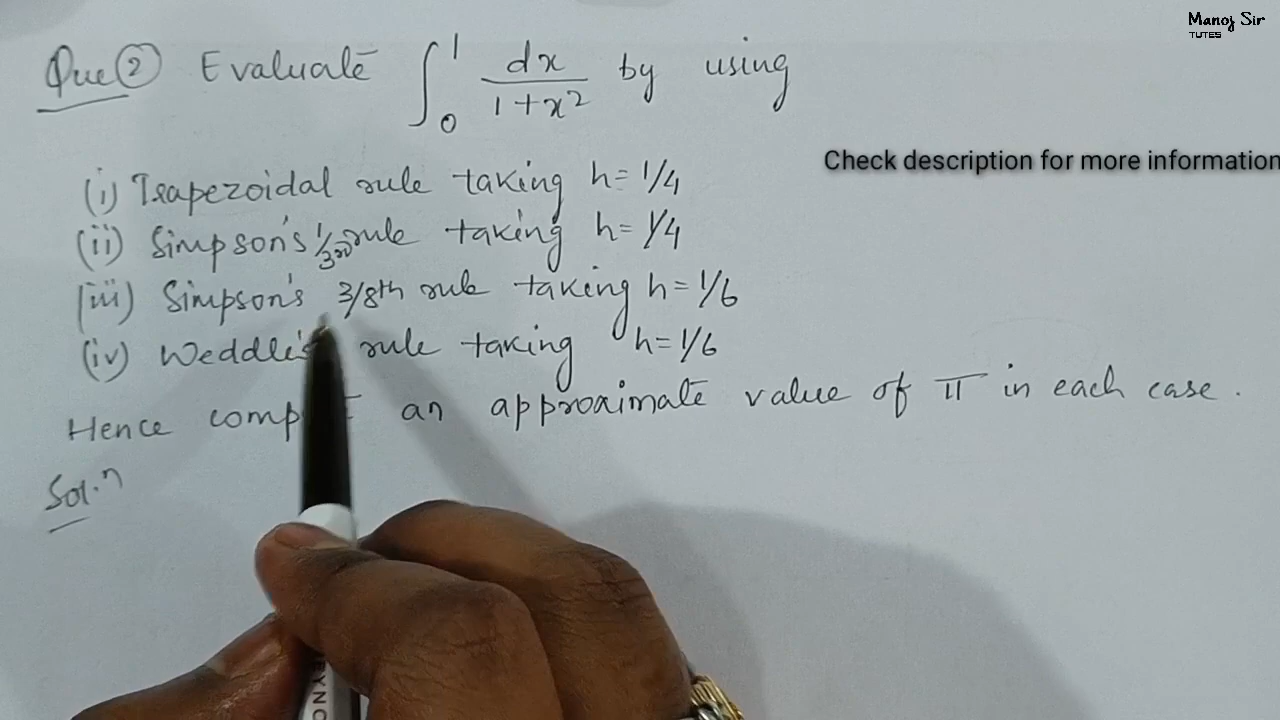 Manoj Sir
TUTES
Que ② Evaluate ∫₀¹ dx/(1+x²) by using
Check description for more information
(i) Trapezoidal rule taking h=1/4
(ii) Simpson's 1/3rd rule taking h=1/4
(iii) Simpson's 3/8th rule taking h=1/6
(iv) Weddle's rule taking h=1/6
Hence an approximate value of π in each case.
Sol.n